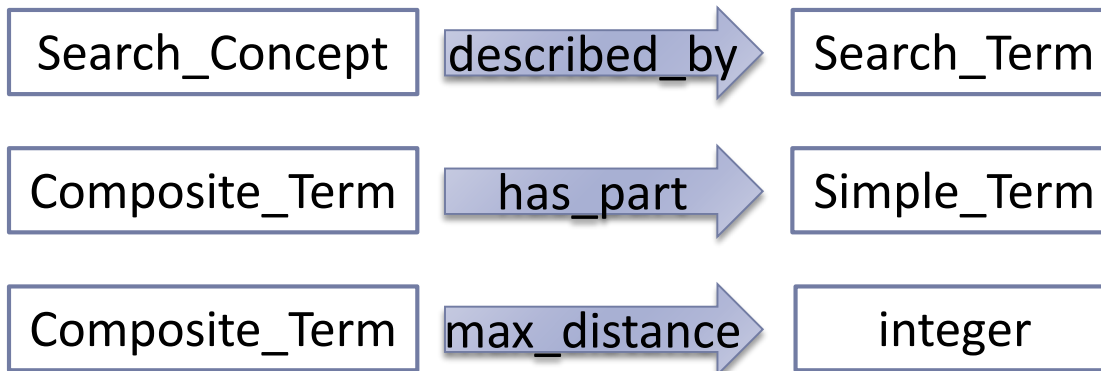 Search_Concept described_by Search_Term
Composite_Term has_part Simple_Term
Composite_Term max_distance integer